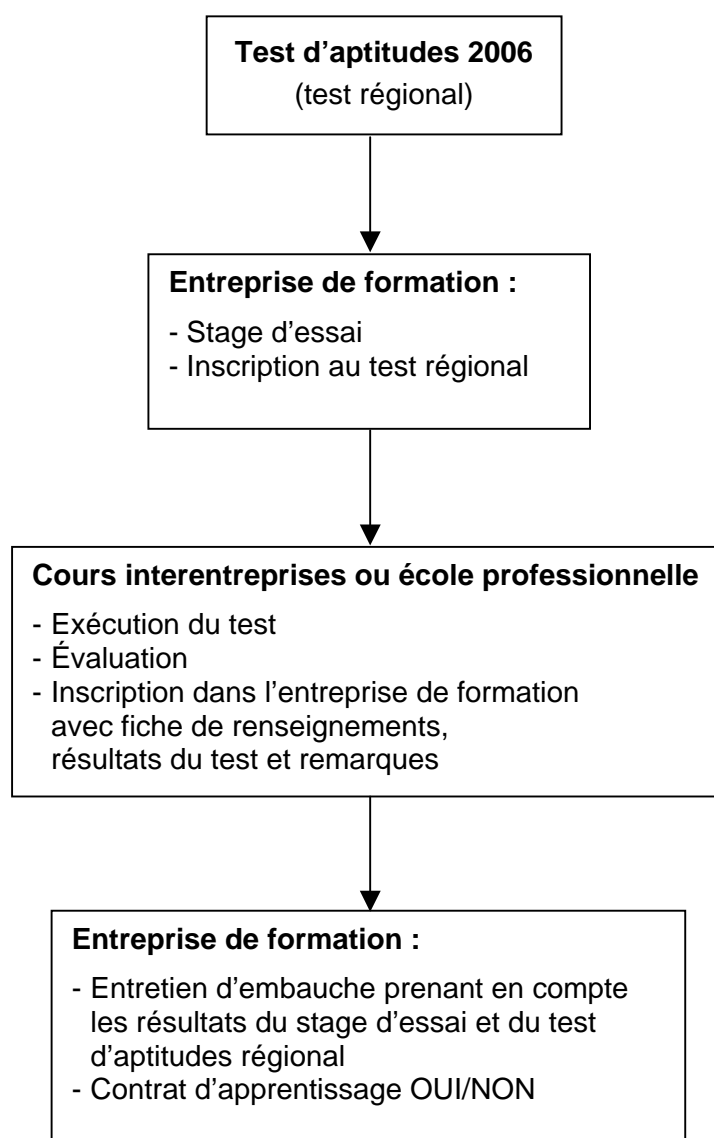 Test d’aptitudes 2006
(test régional)
Entreprise de formation :
- Stage d’essai
- Inscription au test régional
Cours interentreprises ou école professionnelle
- Exécution du test
- Évaluation
- Inscription dans l’entreprise de formation
avec fiche de renseignements,
résultats du test et remarques
Entreprise de formation :
- Entretien d’embauche prenant en compte
les résultats du stage d’essai et du test
d’aptitudes régional
- Contrat d’apprentissage OUI/NON